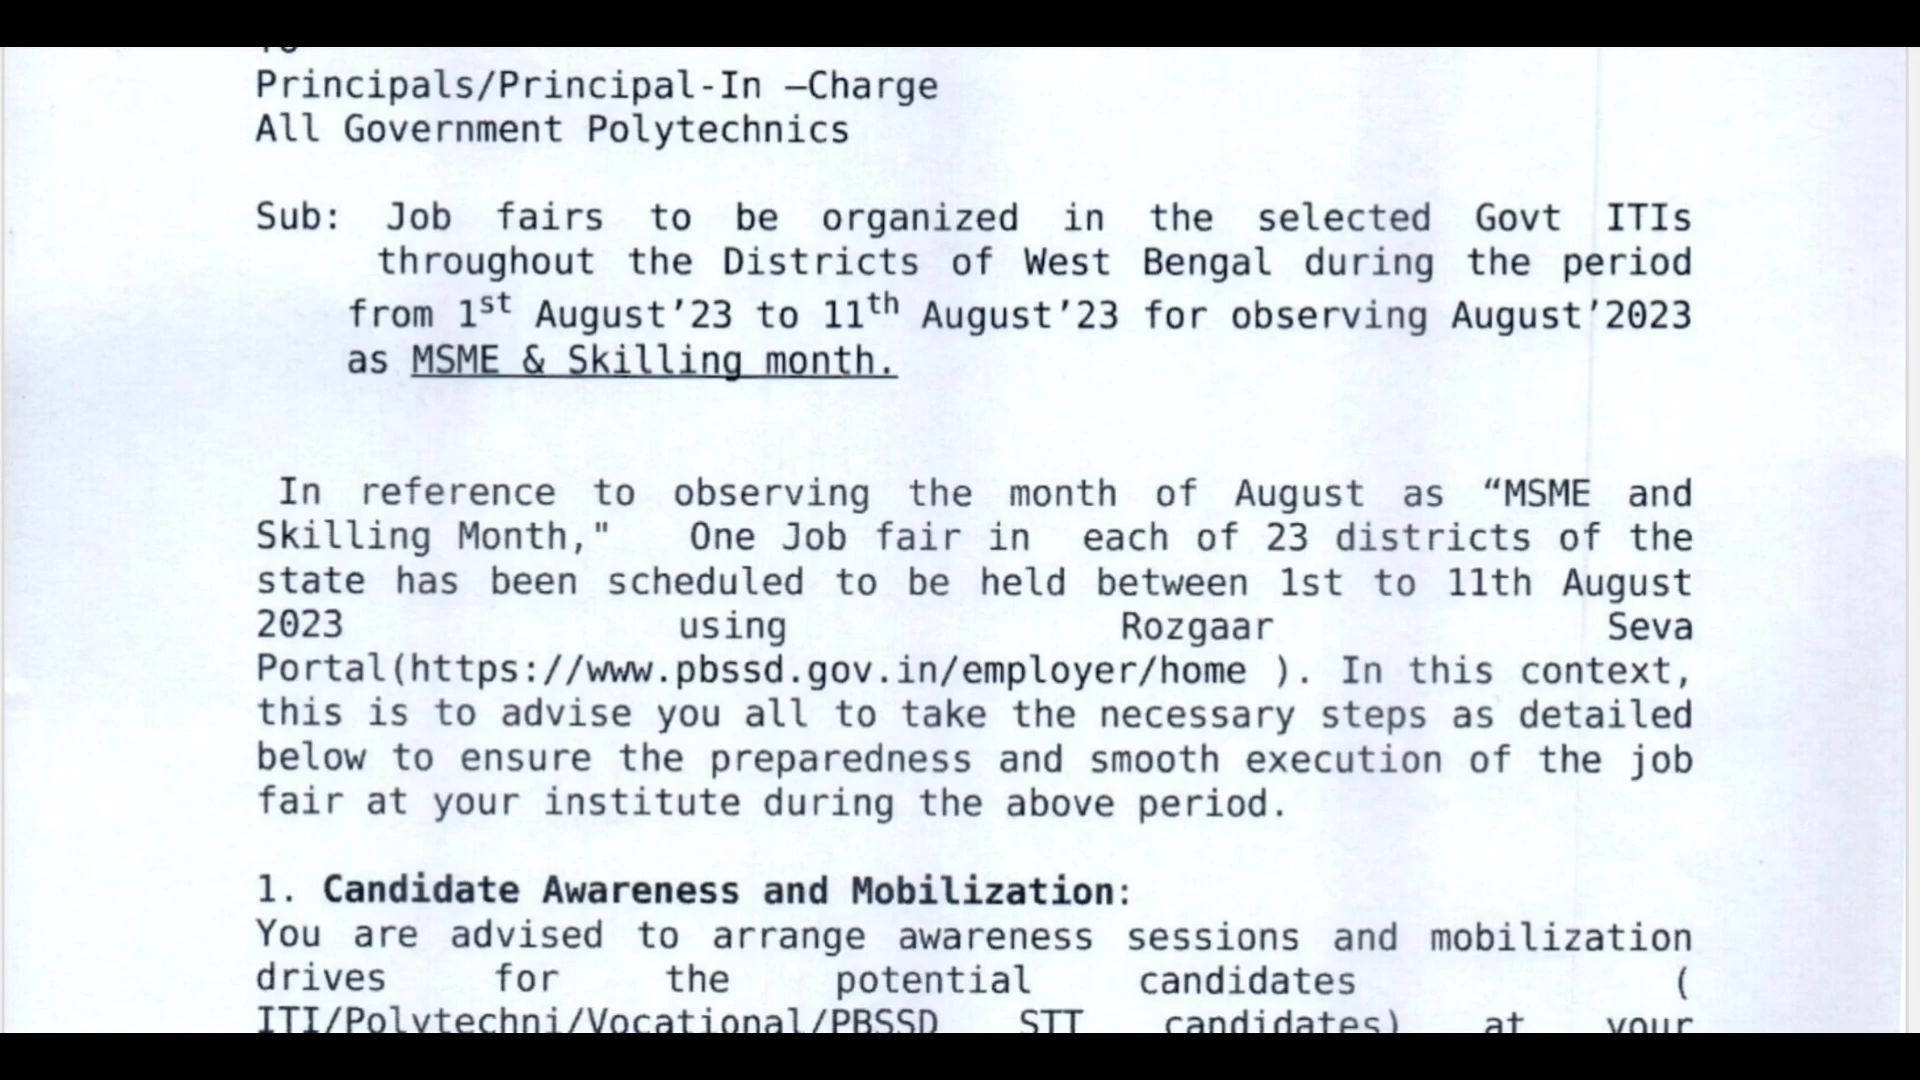 To
Principals/Principal-In –Charge
All Government Polytechnics
Sub: Job fairs to be organized in the selected Govt ITIs
throughout the Districts of West Bengal during the period
from 1st August’23 to 11th August’23 for observing August’2023
as MSME & Skilling month.
In reference to observing the month of August as “MSME and
Skilling Month," One Job fair in each of 23 districts of the
state has been scheduled to be held between 1st to 11th August
2023 using Rozgaar Seva
Portal(https://www.pbssd.gov.in/employer/home ). In this context,
this is to advise you all to take the necessary steps as detailed
below to ensure the preparedness and smooth execution of the job
fair at your institute during the above period.
1. Candidate Awareness and Mobilization:
You are advised to arrange awareness sessions and mobilization
drives for the potential candidates (
ITI/Polytechni/Vocational/PBSSD STT candidates) at your